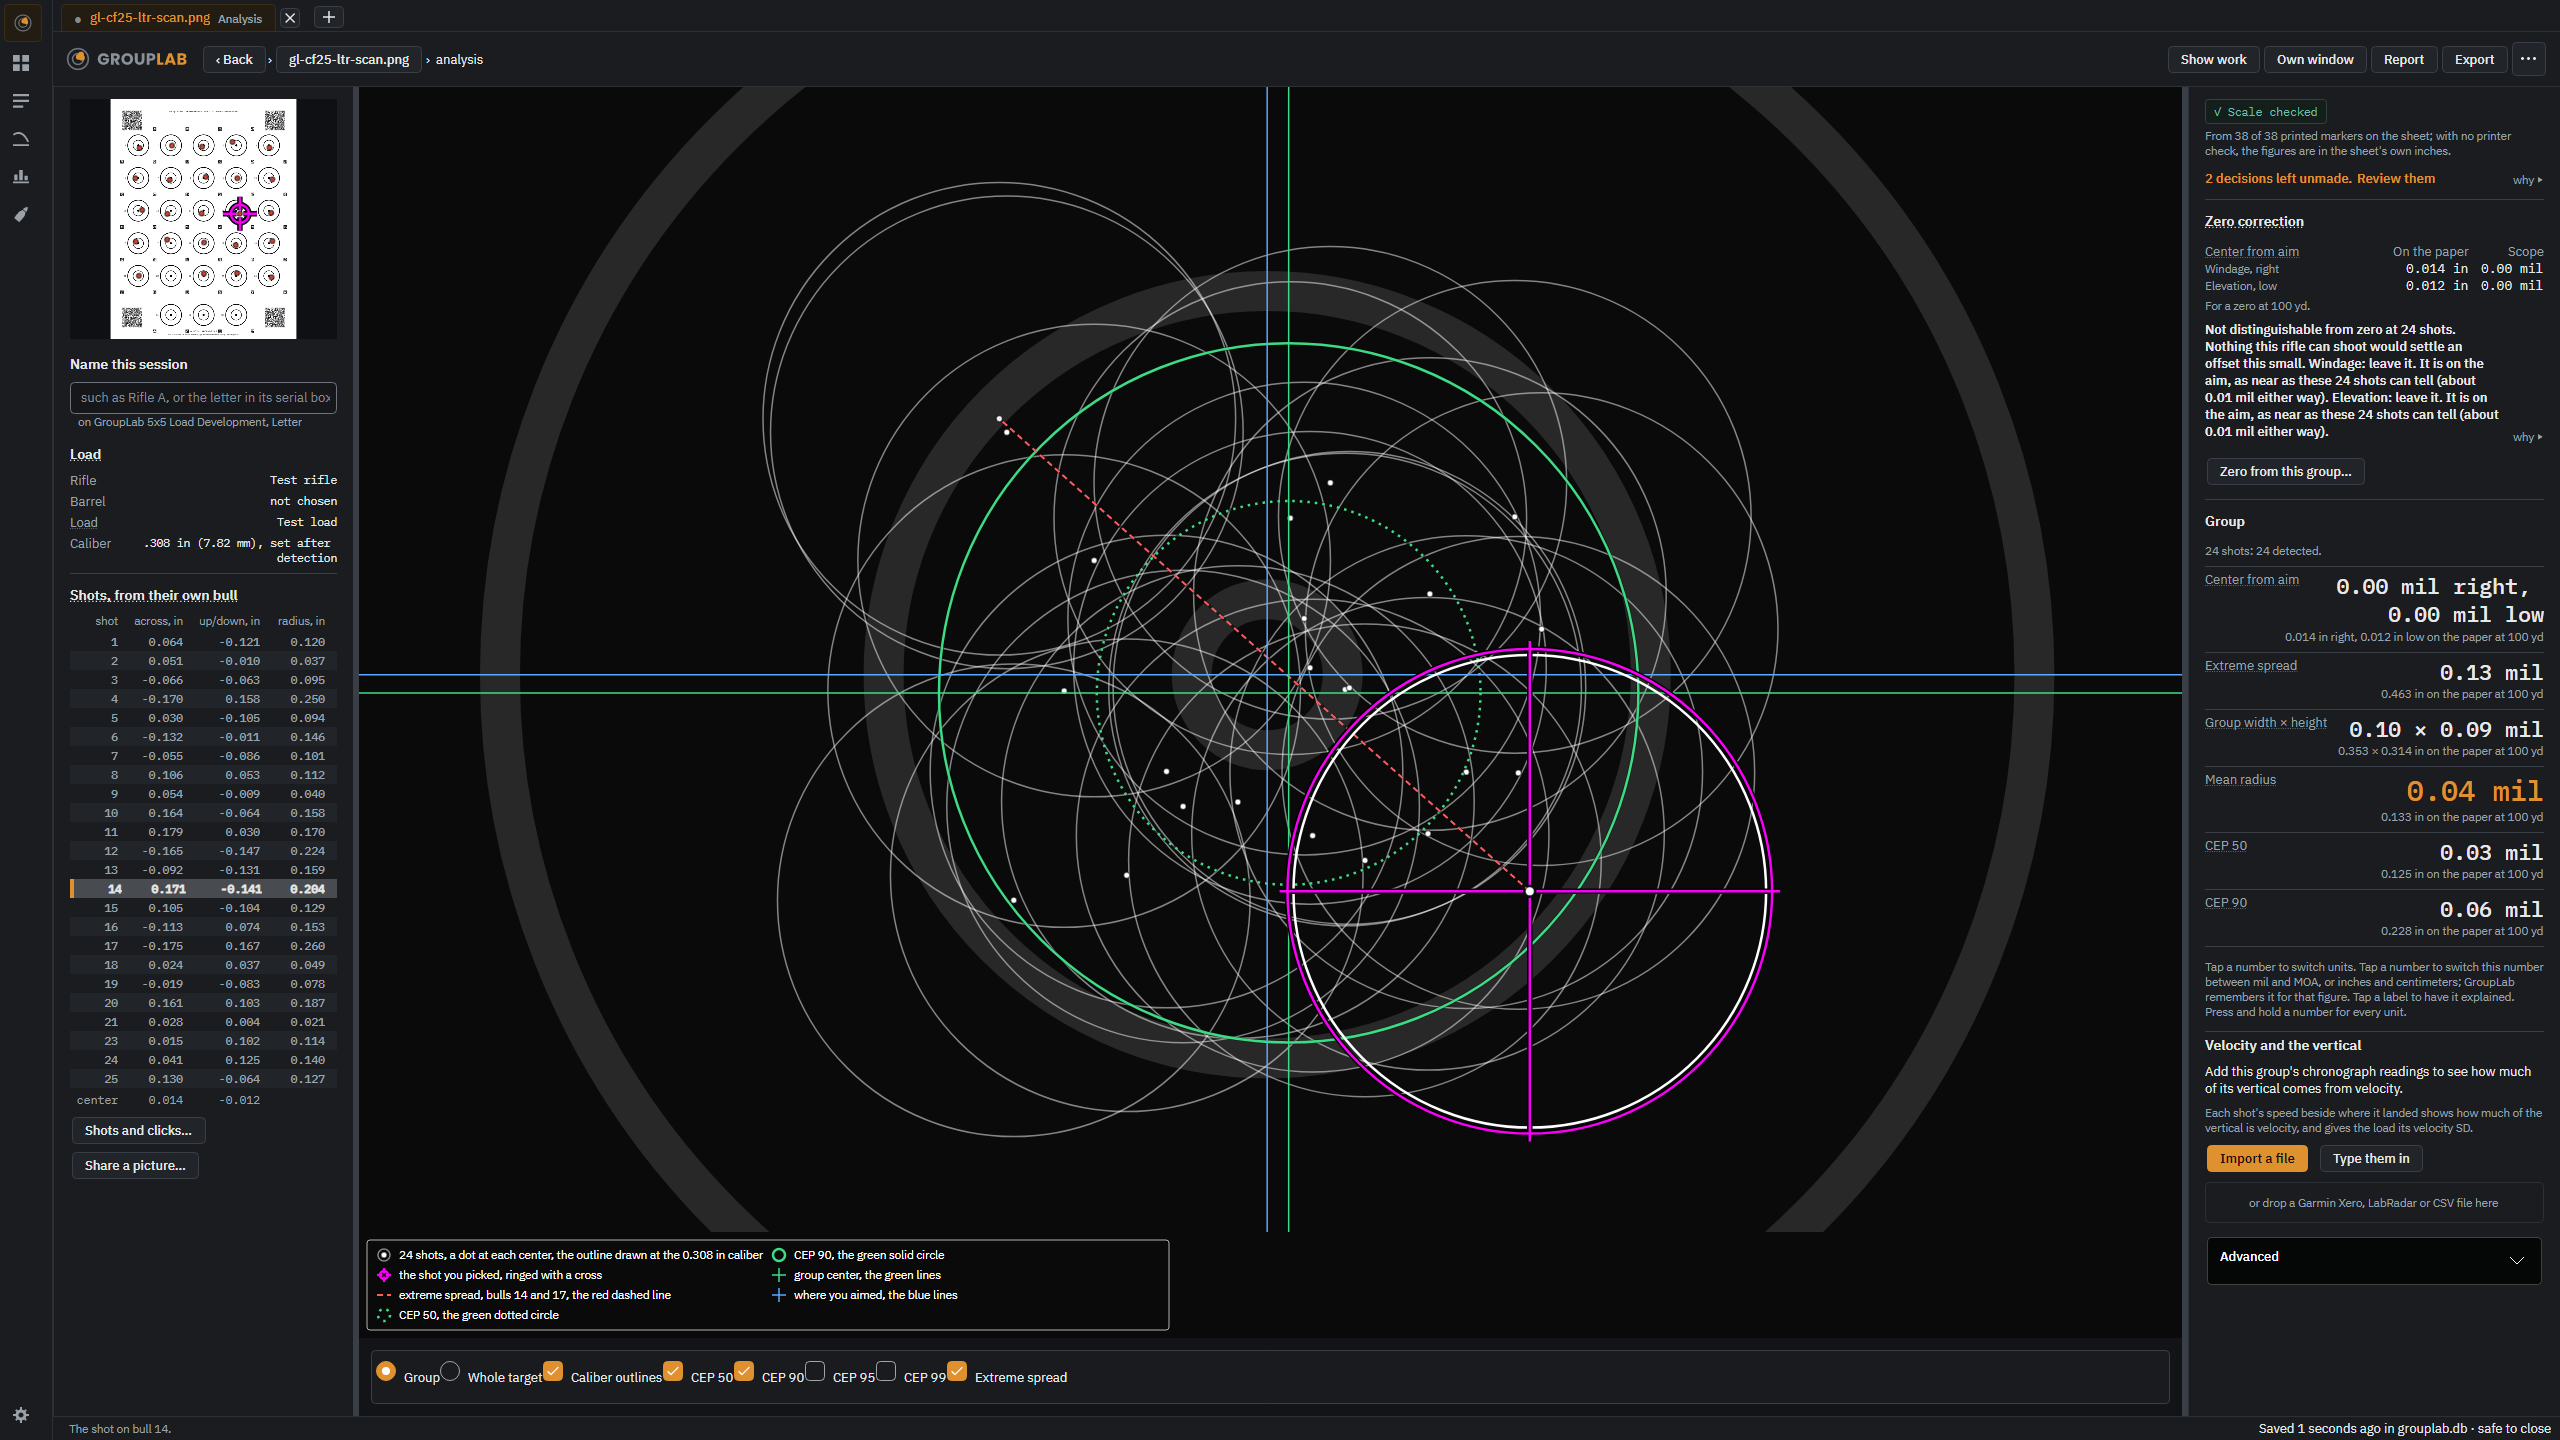 gl-cf25-ltr-scan.png Analysis
GROUPLAB
‹ Back › gl-cf25-ltr-scan.png › analysis
Show work
Own window
Report
Export
Name this session
such as Rifle A, or the letter in its serial box
on GroupLab 5x5 Load Development, Letter
Load
Rifle Test rifle
Barrel not chosen
Load Test load
Caliber .308 in (7.82 mm), set after
detection
Shots, from their own bull
shot across, in up/down, in radius, in
1 0.064 -0.121 0.120
2 0.051 -0.010 0.037
3 -0.066 -0.063 0.095
4 -0.170 0.158 0.250
5 0.030 -0.105 0.094
6 -0.132 -0.011 0.146
7 -0.055 -0.086 0.101
8 0.106 0.053 0.112
9 0.054 -0.009 0.040
10 0.164 -0.064 0.158
11 0.179 0.030 0.170
12 -0.165 -0.147 0.224
13 -0.092 -0.131 0.159
14 0.171 -0.141 0.204
15 0.105 -0.104 0.129
16 -0.113 0.074 0.153
17 -0.175 0.167 0.260
18 0.024 0.037 0.049
19 -0.019 -0.083 0.078
20 0.161 0.103 0.187
21 0.028 0.004 0.021
23 0.015 0.102 0.114
24 0.041 0.125 0.140
25 0.130 -0.064 0.127
center 0.014 -0.012
Shots and clicks...
Share a picture...
24 shots, a dot at each center, the outline drawn at the 0.308 in caliber
the shot you picked, ringed with a cross
extreme spread, bulls 14 and 17, the red dashed line
CEP 50, the green dotted circle
CEP 90, the green solid circle
group center, the green lines
where you aimed, the blue lines
Group Whole target Caliber outlines CEP 50 CEP 90 CEP 95 CEP 99 Extreme spread
√ Scale checked
From 38 of 38 printed markers on the sheet; with no printer
check, the figures are in the sheet's own inches.
2 decisions left unmade. Review them why ▸
Zero correction
Center from aim On the paper Scope
Windage, right 0.014 in 0.00 mil
Elevation, low 0.012 in 0.00 mil
For a zero at 100 yd.
Not distinguishable from zero at 24 shots.
Nothing this rifle can shoot would settle an
offset this small. Windage: leave it. It is on the
aim, as near as these 24 shots can tell (about
0.01 mil either way). Elevation: leave it. It is on
the aim, as near as these 24 shots can tell (about
0.01 mil either way). why ▸
Zero from this group...
Group
24 shots: 24 detected.
Center from aim 0.00 mil right,
0.00 mil low
0.014 in right, 0.012 in low on the paper at 100 yd
Extreme spread 0.13 mil
0.463 in on the paper at 100 yd
Group width × height 0.10 × 0.09 mil
0.353 × 0.314 in on the paper at 100 yd
Mean radius 0.04 mil
0.133 in on the paper at 100 yd
CEP 50 0.03 mil
0.125 in on the paper at 100 yd
CEP 90 0.06 mil
0.228 in on the paper at 100 yd
Tap a number to switch units. Tap a number to switch this number
between mil and MOA, or inches and centimeters; GroupLab
remembers it for that figure. Tap a label to have it explained.
Press and hold a number for every unit.
Velocity and the vertical
Add this group's chronograph readings to see how much
of its vertical comes from velocity.
Each shot's speed beside where it landed shows how much of the
vertical is velocity, and gives the load its velocity SD.
Import a file
Type them in
or drop a Garmin Xero, LabRadar or CSV file here
Advanced
The shot on bull 14.
Saved 1 seconds ago in grouplab.db · safe to close